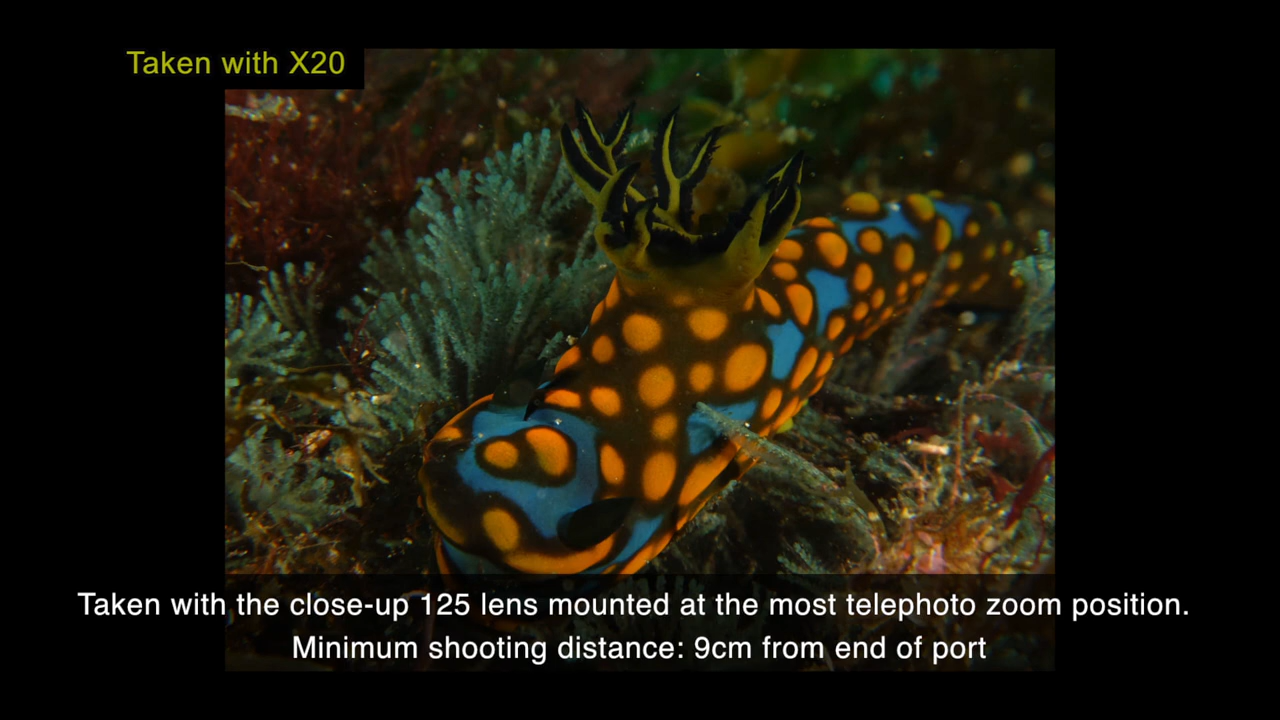 Taken with X20
Taken with the close-up 125 lens mounted at the most telephoto zoom position.
Minimum shooting distance: 9cm from end of port